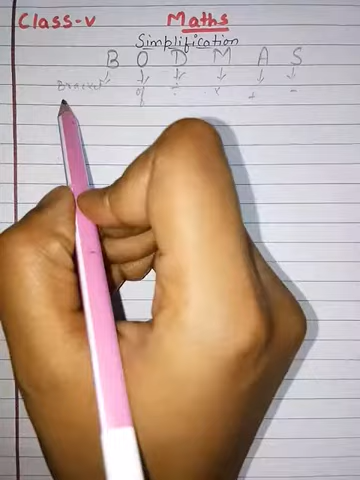 Class-v Maths
Simplification
B O D M A S
Bracket of ÷ × + -